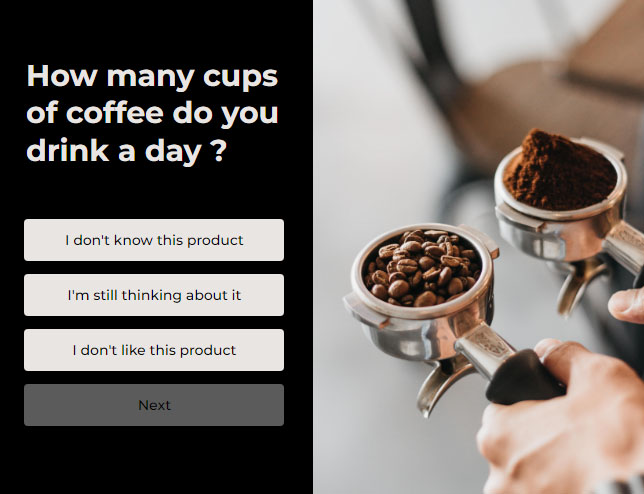 How many cups
of coffee do you
drink a day ?
I don't know this product
I'm still thinking about it
I don't like this product
Next